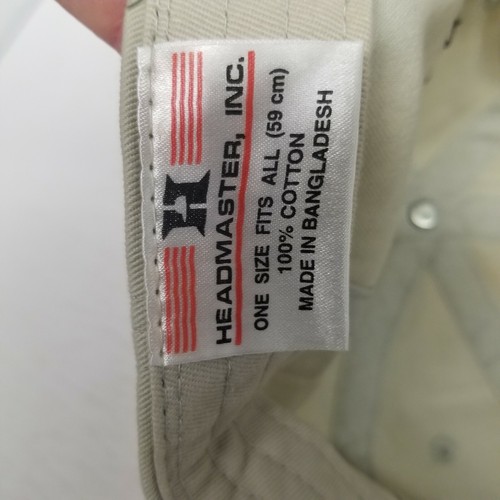 H
HEADMASTER, INC.
ONE SIZE FITS ALL (59 cm)
100% COTTON
MADE IN BANGLADESH